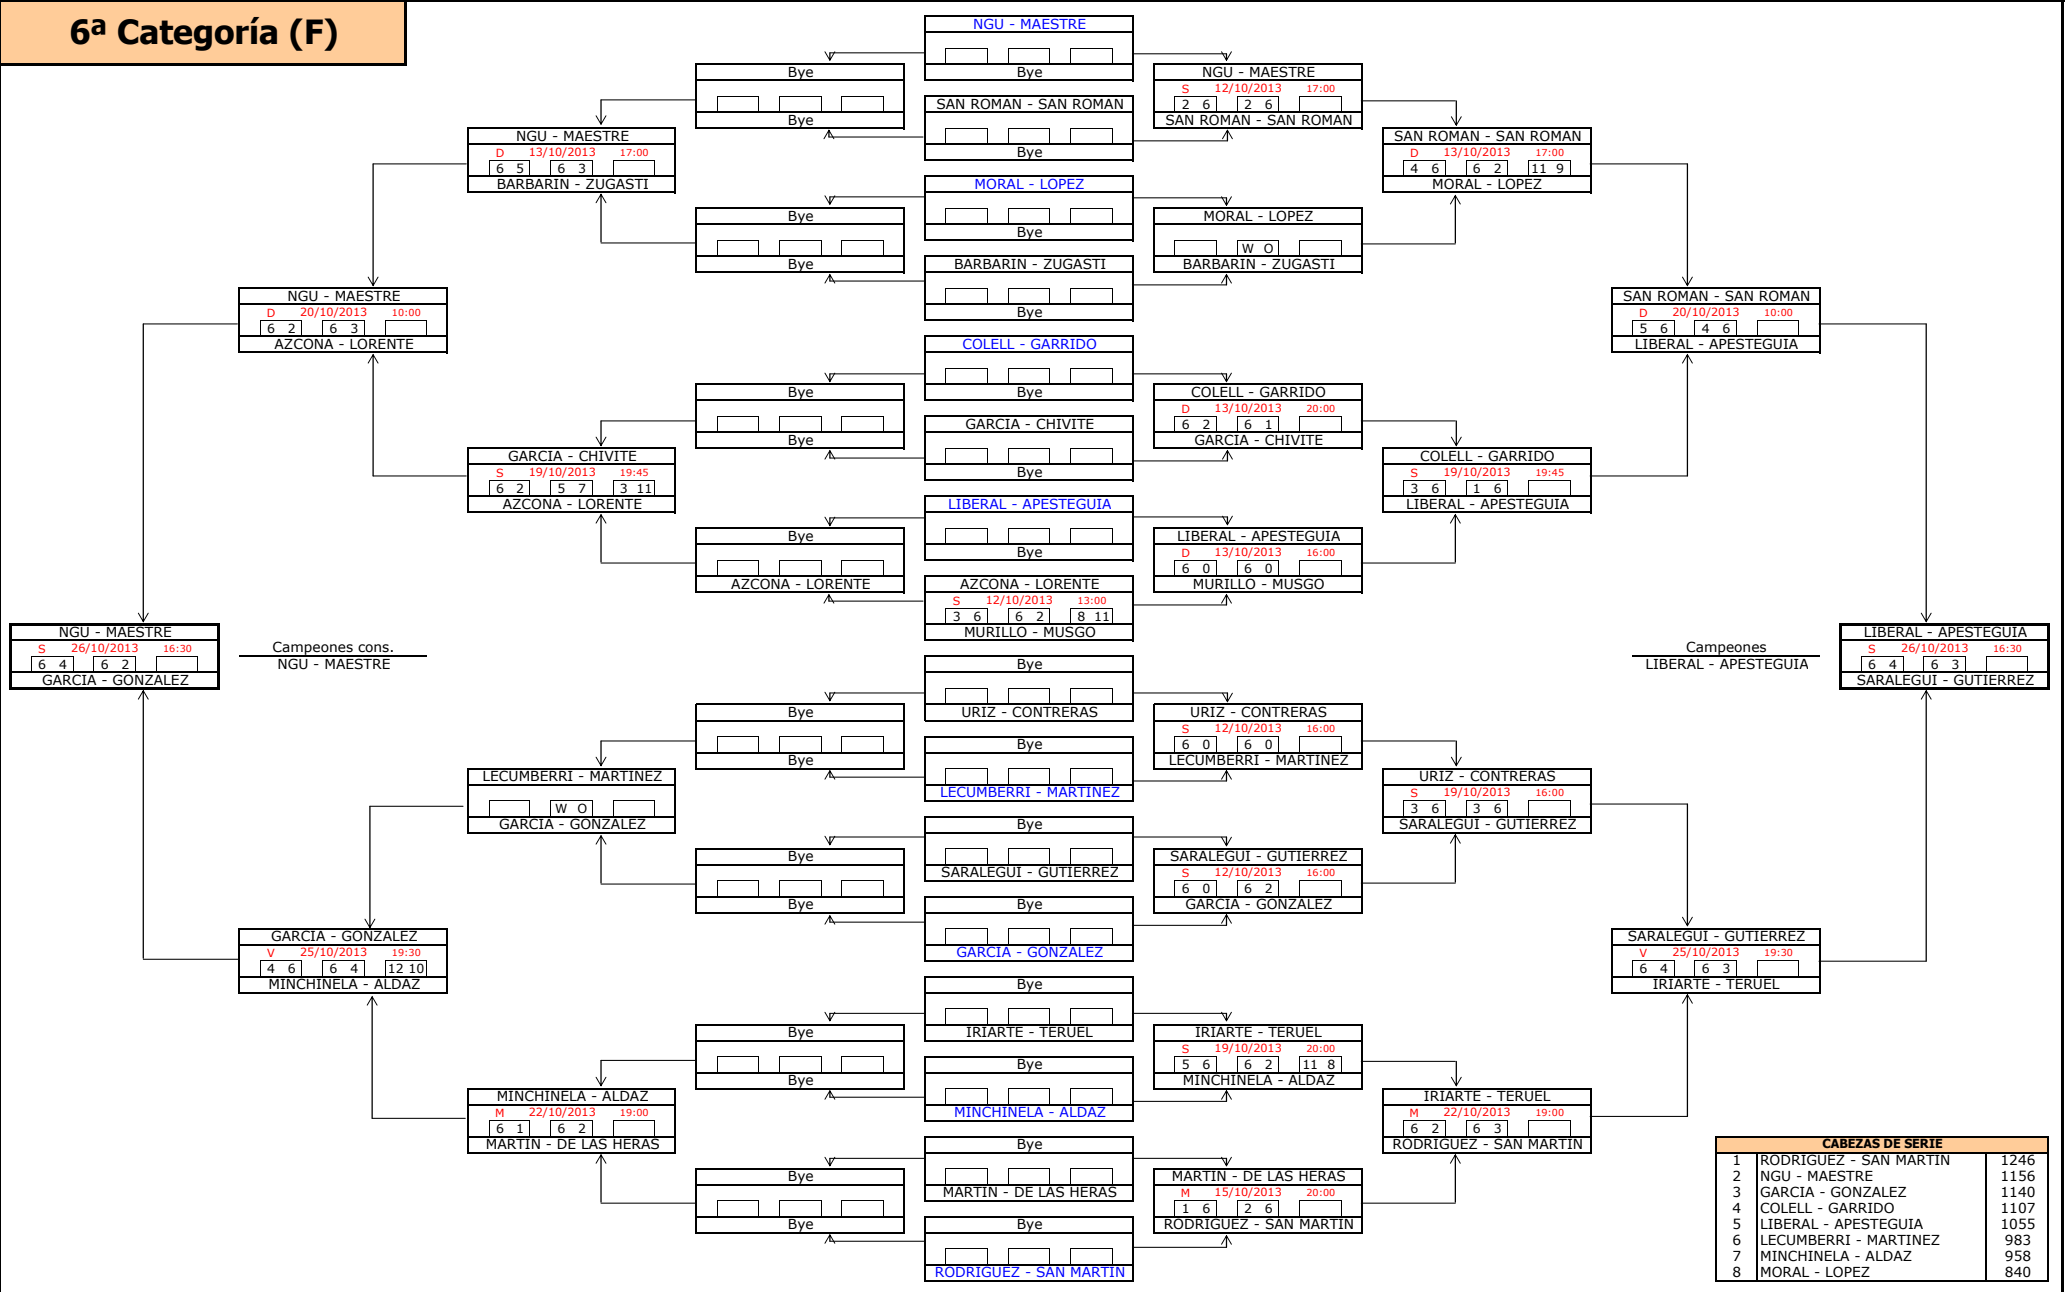 6ª Categoría (F)
NGU - MAESTRE
Bye
SAN ROMAN - SAN ROMAN
Bye
MORAL - LOPEZ
Bye
BARBARIN - ZUGASTI
Bye
COLELL - GARRIDO
Bye
GARCIA - CHIVITE
Bye
LIBERAL - APESTEGUIA
Bye
AZCONA - LORENTE
S 12/10/2013 13:00
3 6 6 2 8 11
MURILLO - MUSGO
Bye
URIZ - CONTRERAS
Bye
LECUMBERRI - MARTINEZ
Bye
SARALEGUI - GUTIERREZ
Bye
GARCIA - GONZALEZ
Bye
IRIARTE - TERUEL
Bye
MINCHINELA - ALDAZ
Bye
MARTIN - DE LAS HERAS
Bye
RODRIGUEZ - SAN MARTIN
Bye
Bye
Bye
Bye
Bye
Bye
Bye
AZCONA - LORENTE
Bye
Bye
Bye
Bye
Bye
Bye
Bye
Bye
NGU - MAESTRE
D 13/10/2013 17:00
6 5 6 3
BARBARIN - ZUGASTI
GARCIA - CHIVITE
S 19/10/2013 19:45
6 2 5 7 3 11
AZCONA - LORENTE
LECUMBERRI - MARTINEZ
W O
GARCIA - GONZALEZ
MINCHINELA - ALDAZ
M 22/10/2013 19:00
6 1 6 2
MARTIN - DE LAS HERAS
NGU - MAESTRE
D 20/10/2013 10:00
6 2 6 3
AZCONA - LORENTE
GARCIA - GONZALEZ
V 25/10/2013 19:30
4 6 6 4 12 10
MINCHINELA - ALDAZ
NGU - MAESTRE
S 26/10/2013 16:30
6 4 6 2
GARCIA - GONZALEZ
Campeones cons.
NGU - MAESTRE
NGU - MAESTRE
S 12/10/2013 17:00
2 6 2 6
SAN ROMAN - SAN ROMAN
MORAL - LOPEZ
W O
BARBARIN - ZUGASTI
COLELL - GARRIDO
D 13/10/2013 20:00
6 2 6 1
GARCIA - CHIVITE
LIBERAL - APESTEGUIA
D 13/10/2013 16:00
6 0 6 0
MURILLO - MUSGO
URIZ - CONTRERAS
S 12/10/2013 16:00
6 0 6 0
LECUMBERRI - MARTINEZ
SARALEGUI - GUTIERREZ
S 12/10/2013 16:00
6 0 6 2
GARCIA - GONZALEZ
IRIARTE - TERUEL
S 19/10/2013 20:00
5 6 6 2 11 8
MINCHINELA - ALDAZ
MARTIN - DE LAS HERAS
M 15/10/2013 20:00
1 6 2 6
RODRIGUEZ - SAN MARTIN
SAN ROMAN - SAN ROMAN
D 13/10/2013 17:00
4 6 6 2 11 9
MORAL - LOPEZ
COLELL - GARRIDO
S 19/10/2013 19:45
3 6 1 6
LIBERAL - APESTEGUIA
URIZ - CONTRERAS
S 19/10/2013 16:00
3 6 3 6
SARALEGUI - GUTIERREZ
IRIARTE - TERUEL
M 22/10/2013 19:00
6 2 6 3
RODRIGUEZ - SAN MARTIN
SAN ROMAN - SAN ROMAN
D 20/10/2013 10:00
5 6 4 6
LIBERAL - APESTEGUIA
SARALEGUI - GUTIERREZ
V 25/10/2013 19:30
6 4 6 3
IRIARTE - TERUEL
Campeones
LIBERAL - APESTEGUIA
LIBERAL - APESTEGUIA
S 26/10/2013 16:30
6 4 6 3
SARALEGUI - GUTIERREZ
CABEZAS DE SERIE
1 RODRIGUEZ - SAN MARTIN 1246
2 NGU - MAESTRE 1156
3 GARCIA - GONZALEZ 1140
4 COLELL - GARRIDO 1107
5 LIBERAL - APESTEGUIA 1055
6 LECUMBERRI - MARTINEZ 983
7 MINCHINELA - ALDAZ 958
8 MORAL - LOPEZ 840